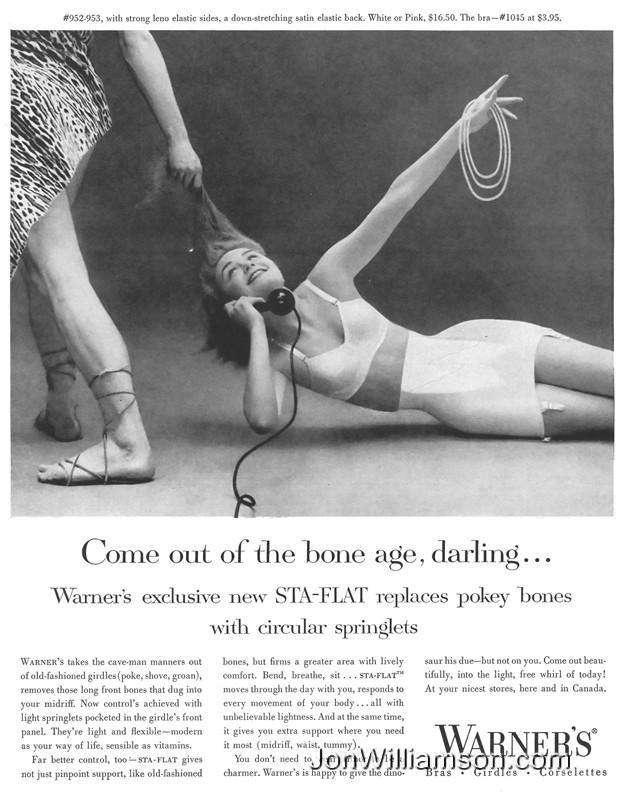 #952-953, with strong leno elastic sides, a down-stretching satin elastic back. White or Pink, $16.50. The bra—#1045 at $3.95.
Come out of the bone age, darling...
Warner's exclusive new STA-FLAT replaces pokey bones
with circular springlets
WARNER'S takes the cave-man manners out
of old-fashioned girdles (poke, shove, groan),
removes those long front bones that dug into
your midriff. Now control's achieved with
light springlets pocketed in the girdle's front
panel. They're light and flexible—modern
as your way of life, sensible as vitamins.
Far better control, too—STA-FLAT gives
not just pinpoint support, like old-fashioned
bones, but firms a greater area with lively
comfort. Bend, breathe, sit . . . STA-FLAT™
moves through the day with you, responds to
every movement of your body . . . all with
unbelievable lightness. And at the same time,
it gives you extra support where you need
it most (midriff, waist, tummy).
You don't need to
charmer. Warner's is happy to give the dino-
saur his due—but not on you. Come out beau-
tifully, into the light, free whirl of today!
At your nicest stores, here and in Canada.
WARNER'S®
Bras • Girdles • Corselettes
JonWilliamson.com